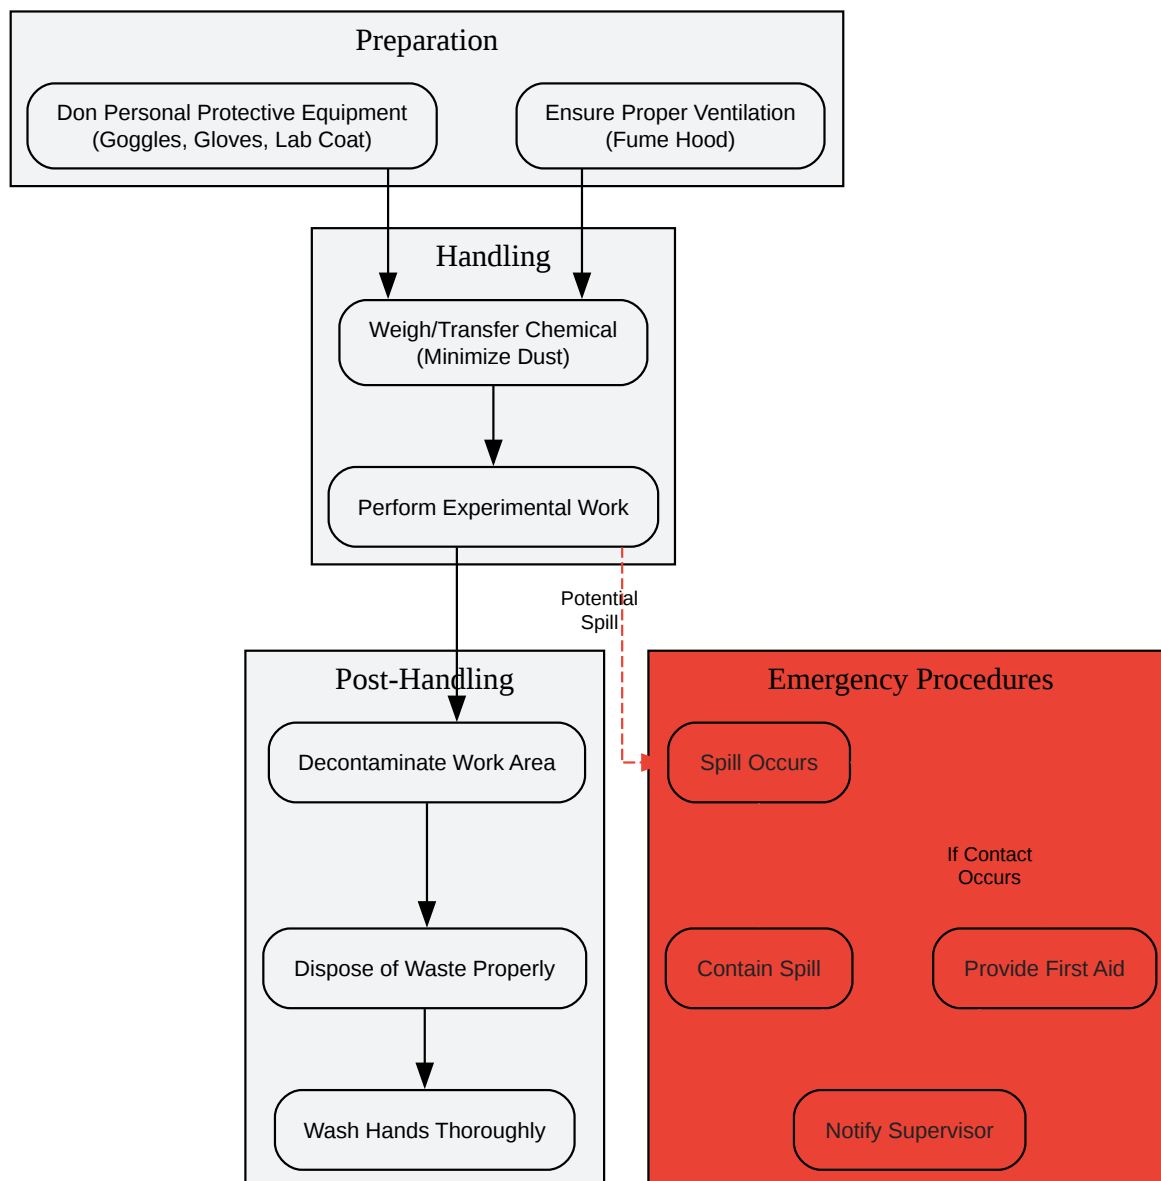 Preparation
Don Personal Protective Equipment
(Goggles, Gloves, Lab Coat)
Ensure Proper Ventilation
(Fume Hood)
Handling
Weigh/Transfer Chemical
(Minimize Dust)
Perform Experimental Work
Potential
Spill
Post-Handling
Decontaminate Work Area
Dispose of Waste Properly
Wash Hands Thoroughly
Emergency Procedures
Spill Occurs
If Contact
Occurs
Contain Spill
Provide First Aid
Notify Supervisor